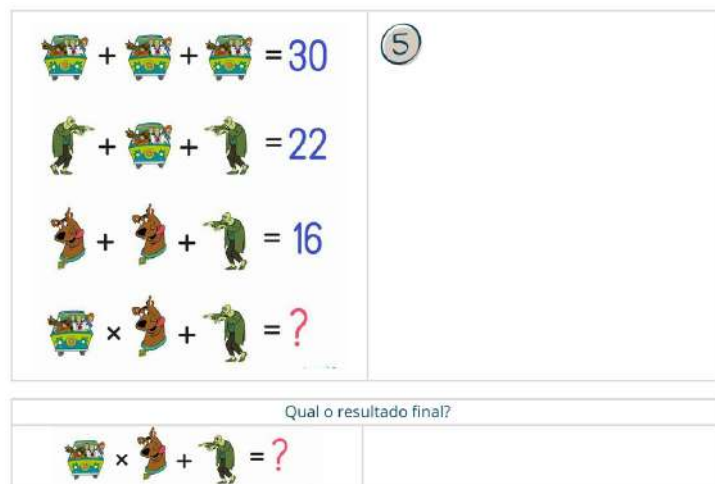 + + = 30
5
+ + = 22
+ + = 16
× + = ?
Qual o resultado final?
× + = ?